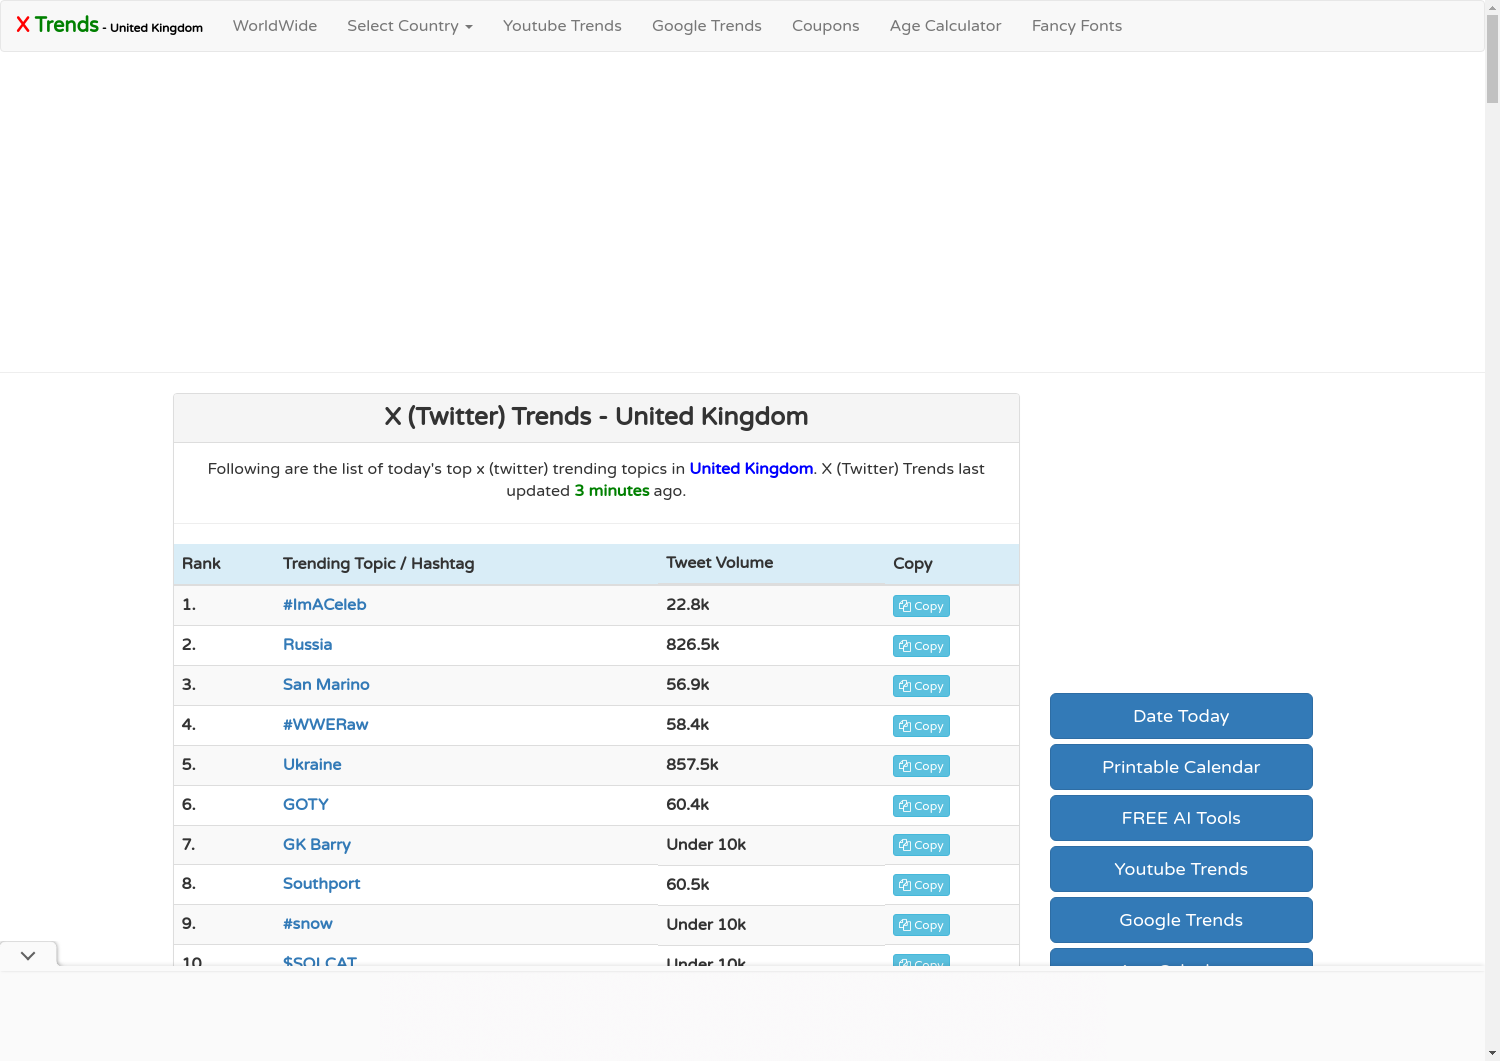 X Trends - United Kingdom
WorldWide
Select Country
Youtube Trends
Google Trends
Coupons
Age Calculator
Fancy Fonts
X (Twitter) Trends - United Kingdom
Following are the list of today's top x (twitter) trending topics in United Kingdom. X (Twitter) Trends last
updated 3 minutes ago.
Rank Trending Topic / Hashtag Tweet Volume Copy
1. #ImACeleb 22.8k Copy
2. Russia 826.5k Copy
3. San Marino 56.9k Copy
4. #WWERaw 58.4k Copy
5. Ukraine 857.5k Copy
6. GOTY 60.4k Copy
7. GK Barry Under 10k Copy
8. Southport 60.5k Copy
9. #snow Under 10k Copy
10. $SOLCAT Under 10k Copy
Date Today
Printable Calendar
FREE AI Tools
Youtube Trends
Google Trends